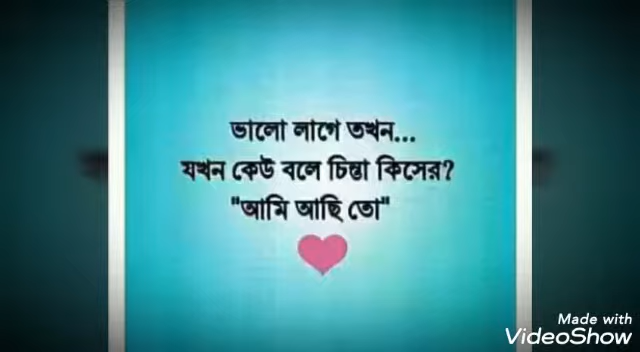 ভালো লাগে তখন...
যখন কেউ বলে চিন্তা কিসের?
"আমি আছি তো"
Made with
VideoShow